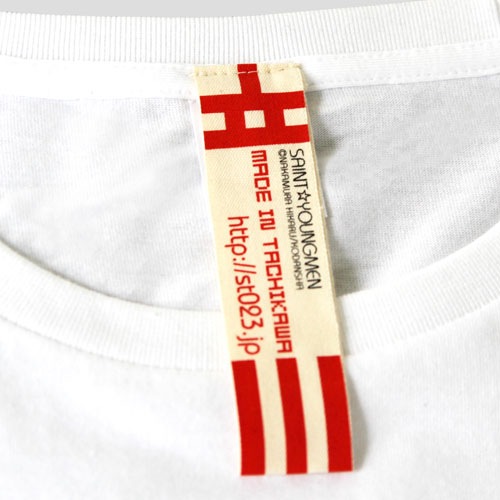 SAINT☆YOUNGMEN
©NAKAMURA HIKARU/KODANSHA
MADE IN TACHIKAWA
http://st023.jp